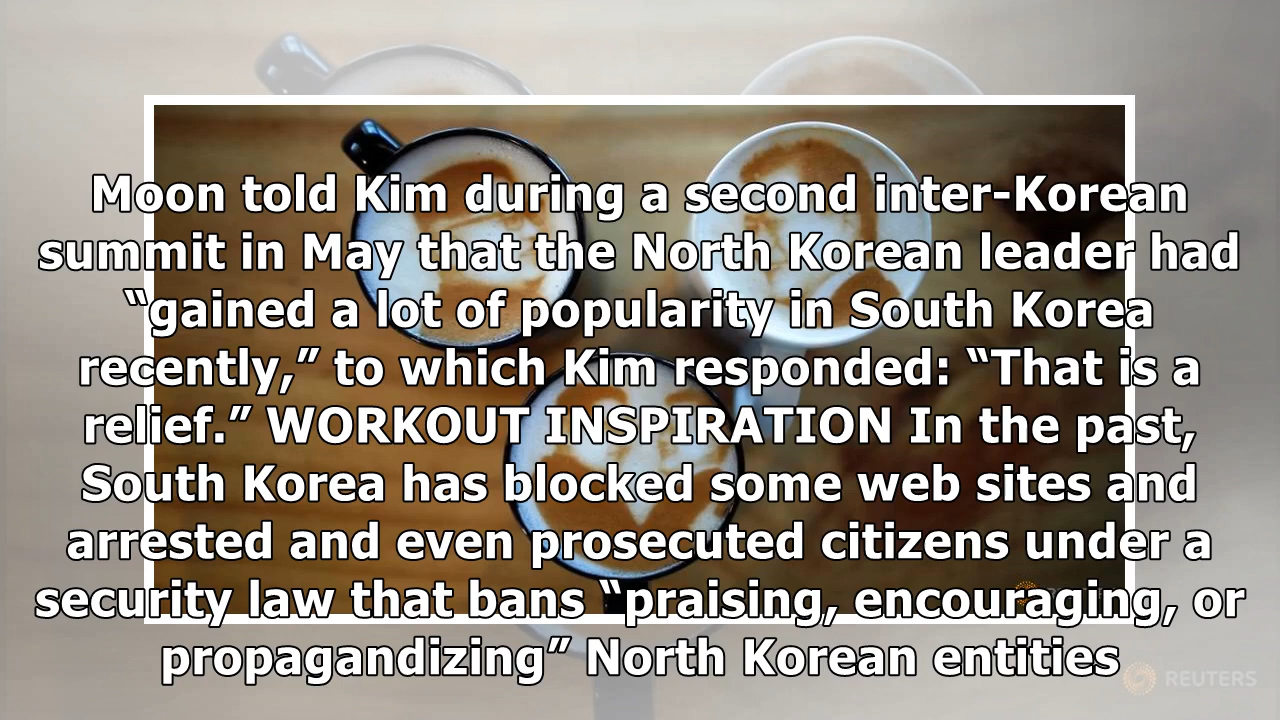 Moon told Kim during a second inter-Korean
summit in May that the North Korean leader had
“gained a lot of popularity in South Korea
recently,” to which Kim responded: “That is a
relief.” WORKOUT INSPIRATION In the past,
South Korea has blocked some web sites and
arrested and even prosecuted citizens under a
security law that bans “praising, encouraging, or
propagandizing” North Korean entities
REUTERS